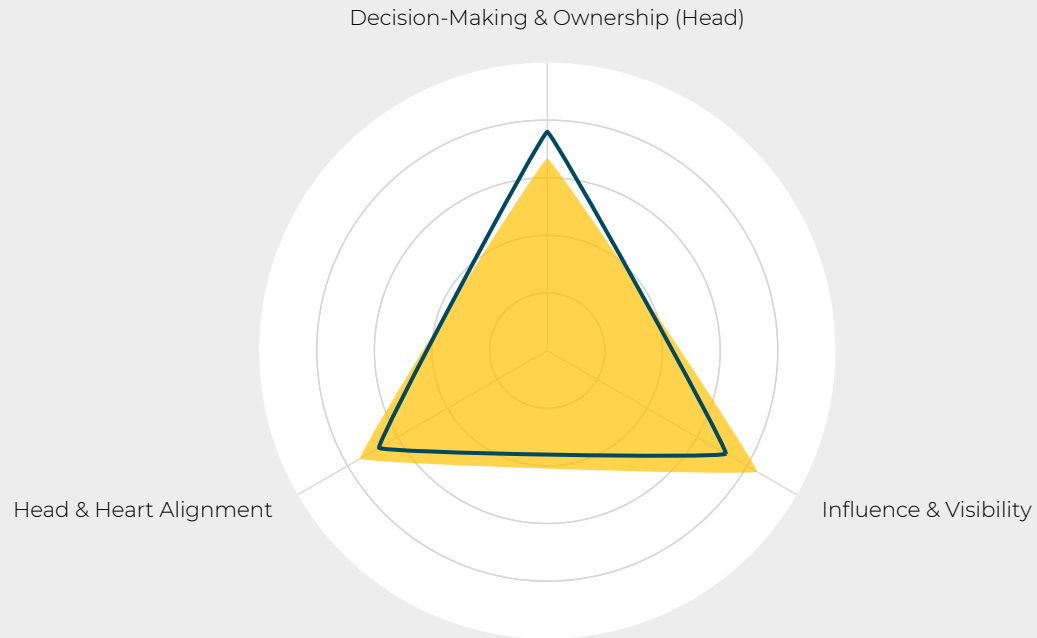 Decision-Making & Ownership (Head)
Head & Heart Alignment
Influence & Visibility